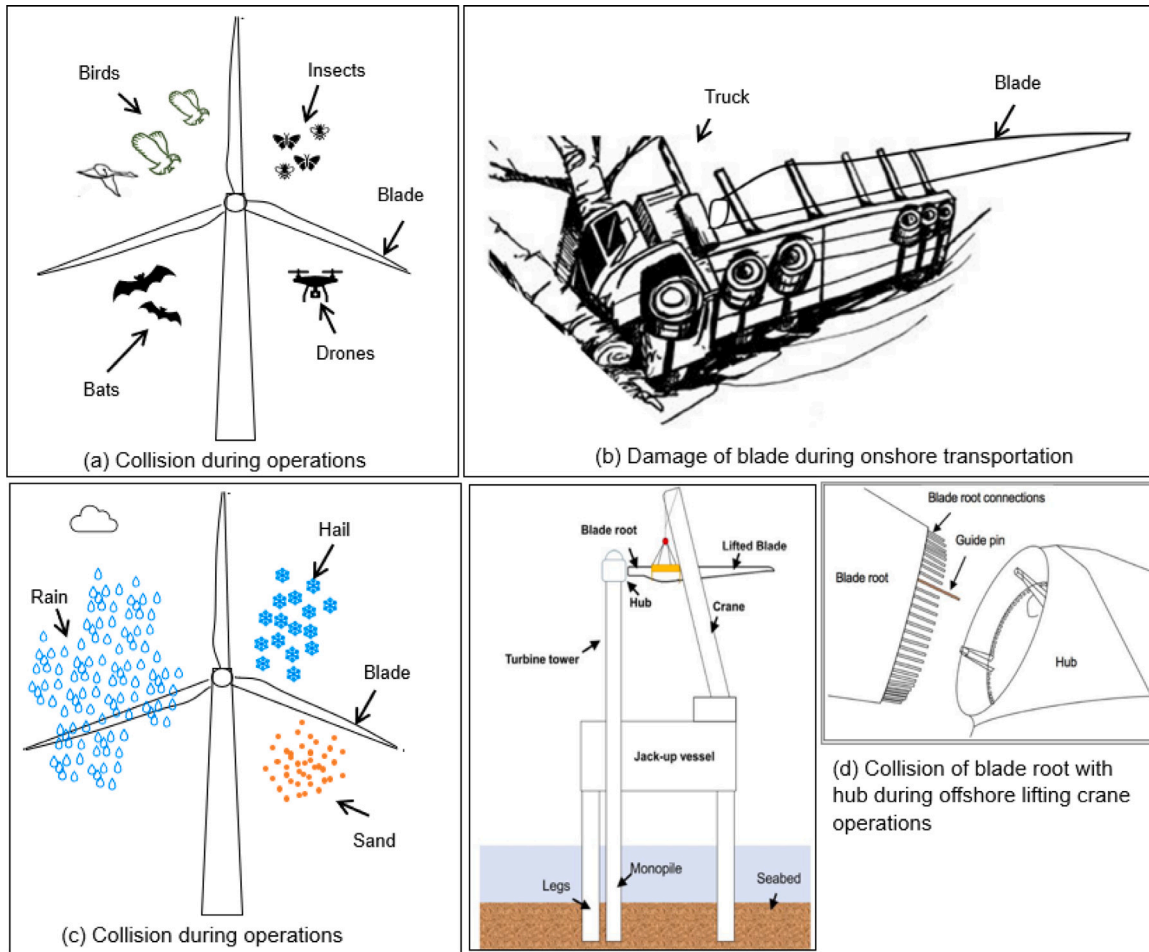 Birds
Insects
Blade
Drones
Bats
(a) Collision during operations
Truck
Blade
(b) Damage of blade during onshore transportation
Hail
Rain
Blade
Sand
(c) Collision during operations
Blade root
Lifted Blade
Hub
Crane
Turbine tower
Jack-up vessel
Monopile
Legs
Seabed
Blade root connections
Guide pin
Blade root
Hub
(d) Collision of blade root with
hub during offshore lifting crane
operations